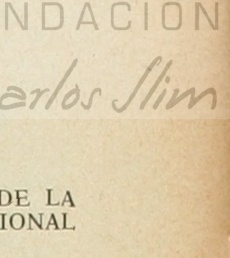 NDACION
arlos Slim
DE LA
IONAL